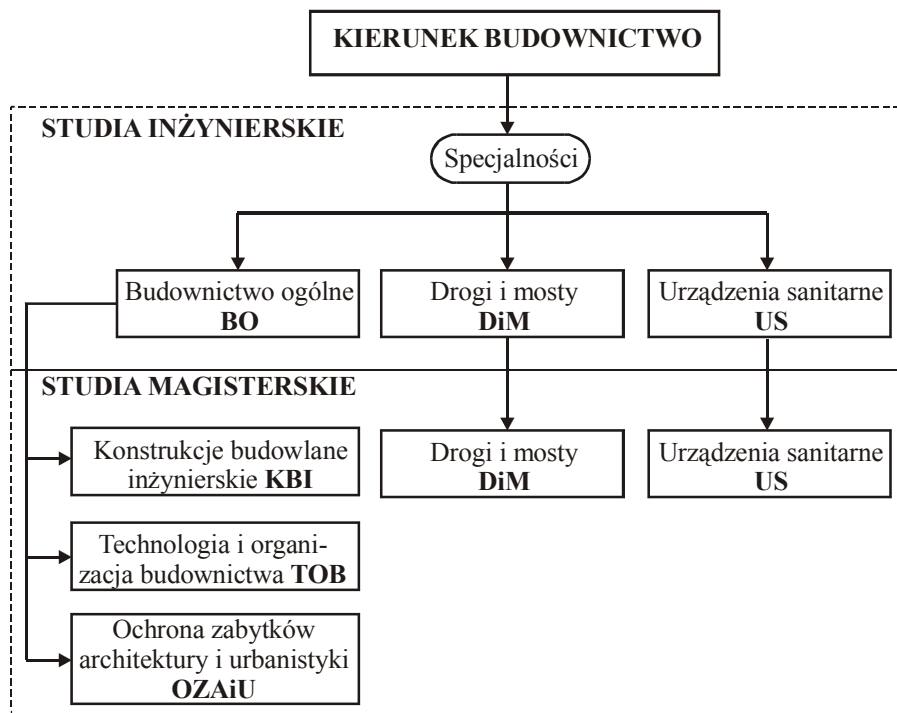 KIERUNEK BUDOWNICTWO
STUDIA INŻYNIERSKIE
Specjalności
Budownictwo ogólne
BO
Drogi i mosty
DiM
Urządzenia sanitarne
US
STUDIA MAGISTERSKIE
Konstrukcje budowlane
inżynierskie KBI
Drogi i mosty
DiM
Urządzenia sanitarne
US
Technologia i organi-
zacja budownictwa TOB
Ochrona zabytków
architektury i urbanistyki
OZAiU